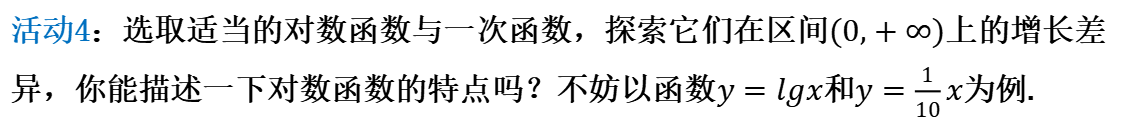 活动4：选取适当的对数函数与一次函数，探索它们在区间(0, + ∞)上的增长差
异，你能描述一下对数函数的特点吗？不妨以函数y = lgx和y = \frac{1}{10}x为例.